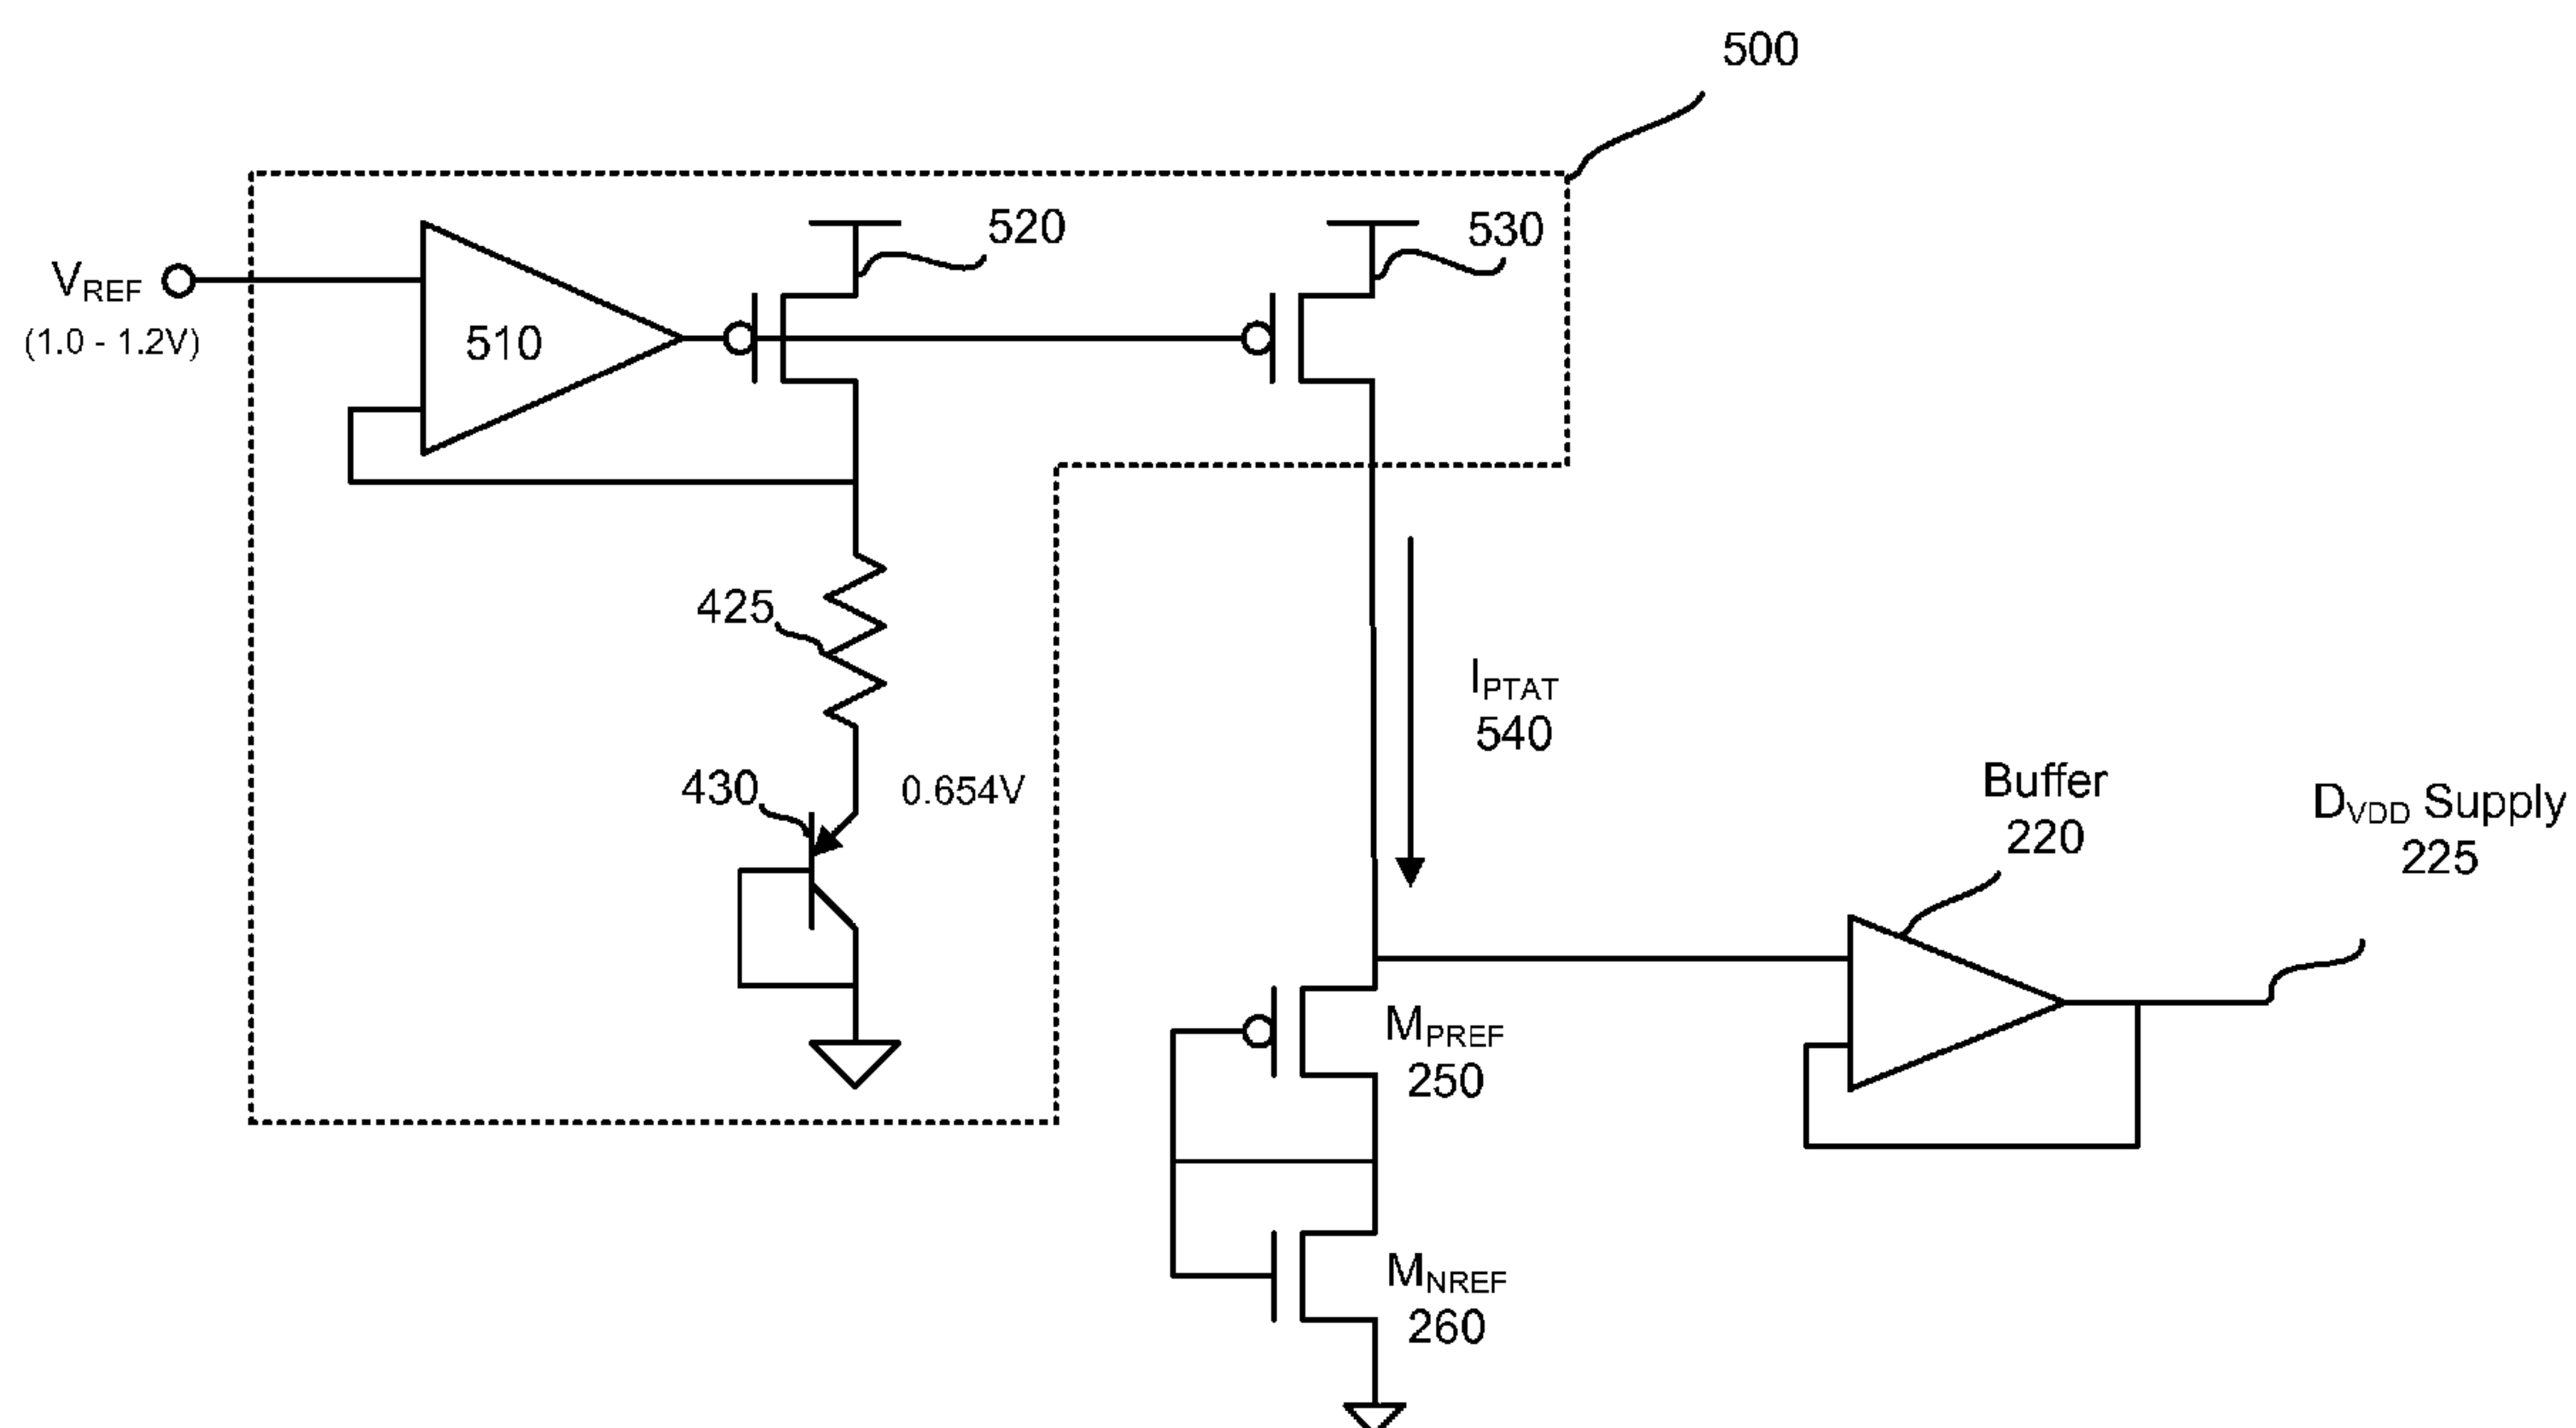 500
520
530
VREF
(1.0 - 1.2V)
510
425
IPTAT
540
430
0.654V
Buffer
220
DVDD Supply
225
MPREF
250
MNREF
260